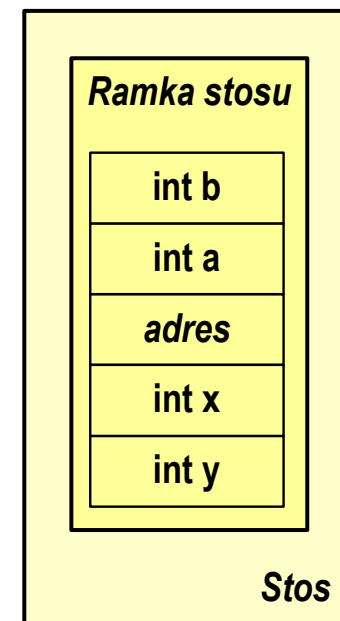 Ramka stosu
int b
int a
adres
int x
int y
Stos